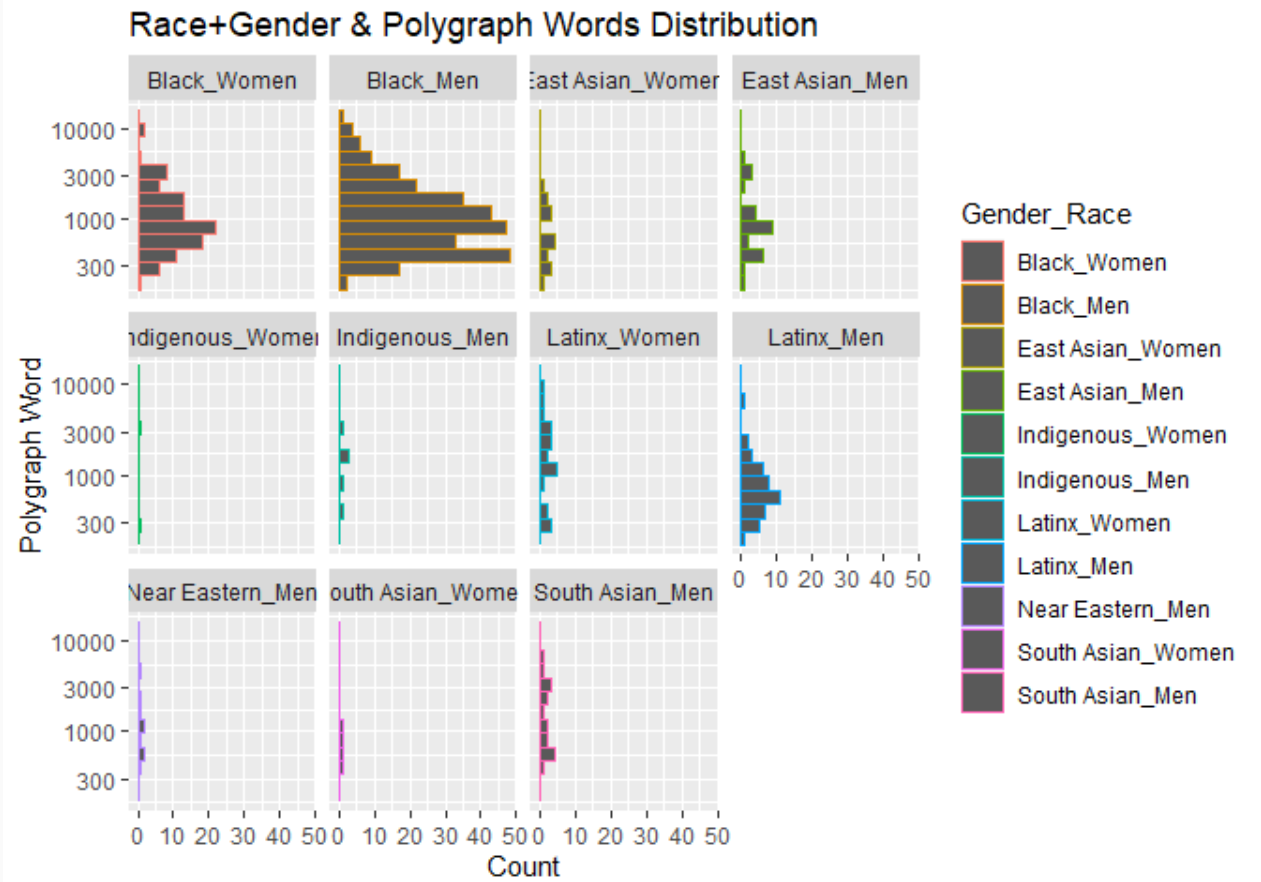 Race+Gender & Polygraph Words Distribution
Black_Women Black_Men East Asian_Women East Asian_Men
10000
3000
1000
300
Indigenous_Women Indigenous_Men Latinx_Women Latinx_Men
10000
3000
1000
300
0 10 20 30 40 50
Near Eastern_Men South Asian_Women South Asian_Men
10000
3000
1000
300
0 10 20 30 40 50 0 10 20 30 40 50 0 10 20 30 40 50
Count
Polygraph Word
Gender_Race
Black_Women
Black_Men
East Asian_Women
East Asian_Men
Indigenous_Women
Indigenous_Men
Latinx_Women
Latinx_Men
Near Eastern_Men
South Asian_Women
South Asian_Men